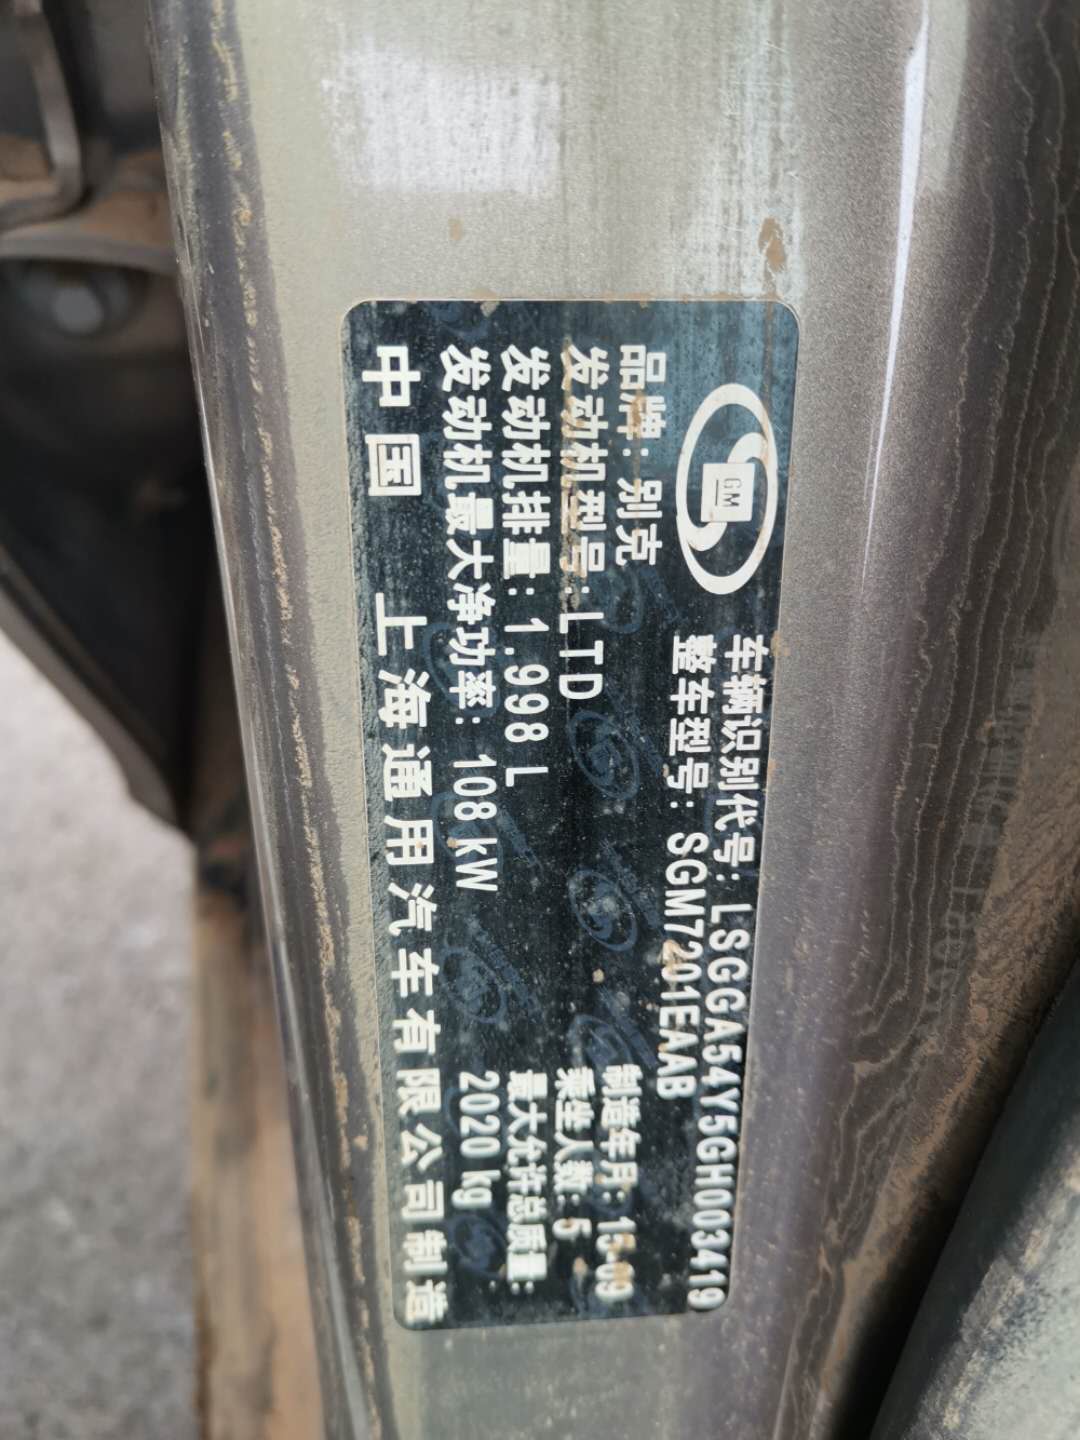 GM
车辆识别代号: LSGGA54Y5GH003419
整车型号: SGM7201EAAB
品牌: 别克
制造年月: 15-09
发动机型号: LTD
乘坐人数: 5
发动机排量: 1.998 L
最大允许总质量:
发动机最大净功率: 108kW
2020 kg
中国 上海通用汽车有限公司制造